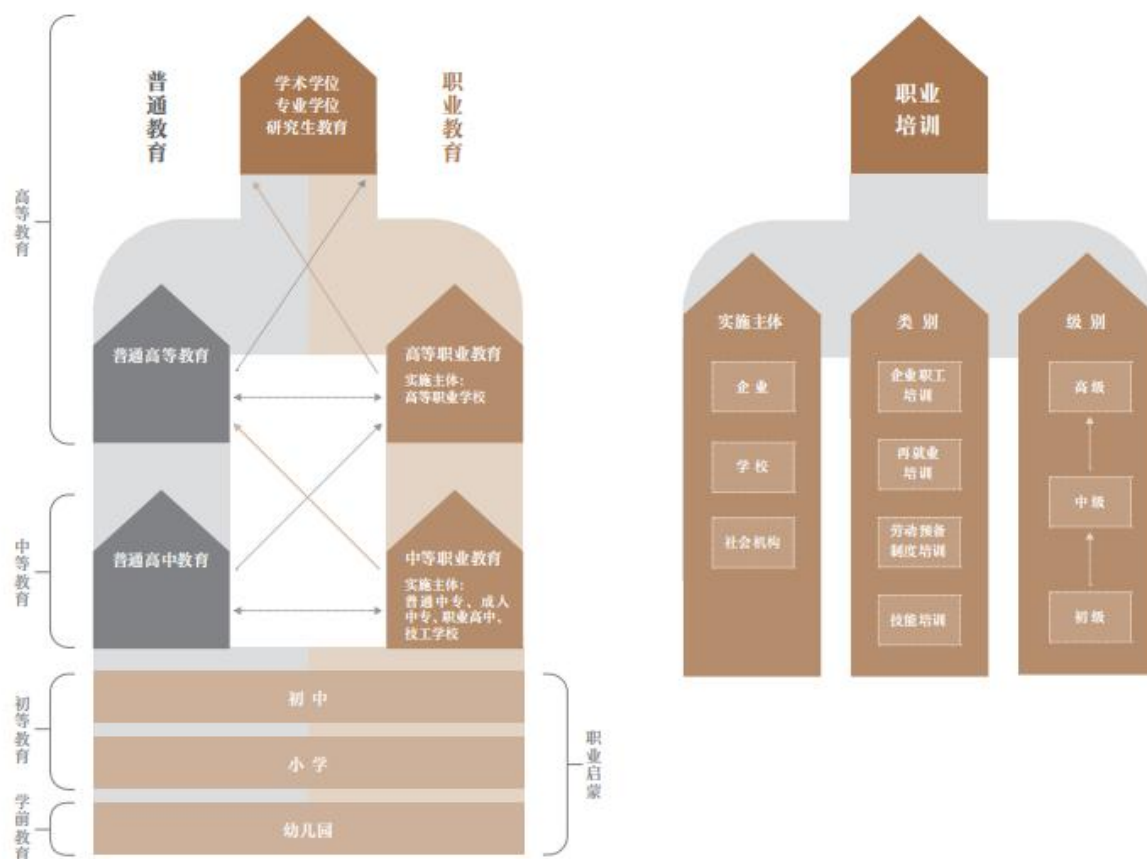 普通教育
学术学位
专业学位
研究生教育
职业教育
高等教育
普通高等教育
高等职业教育
实施主体：
高等职业学校
中等教育
普通高中教育
中等职业教育
实施主体：
普通中专、成人
中专、职业高中、
技工学校
初等教育
初中
小学
学前教育
幼儿园
职业启蒙
职业
培训
实施主体
企业
学校
社会机构
类别
企业职工
培训
再就业
培训
劳动预备
制度培训
技能培训
级别
高级
中级
初级